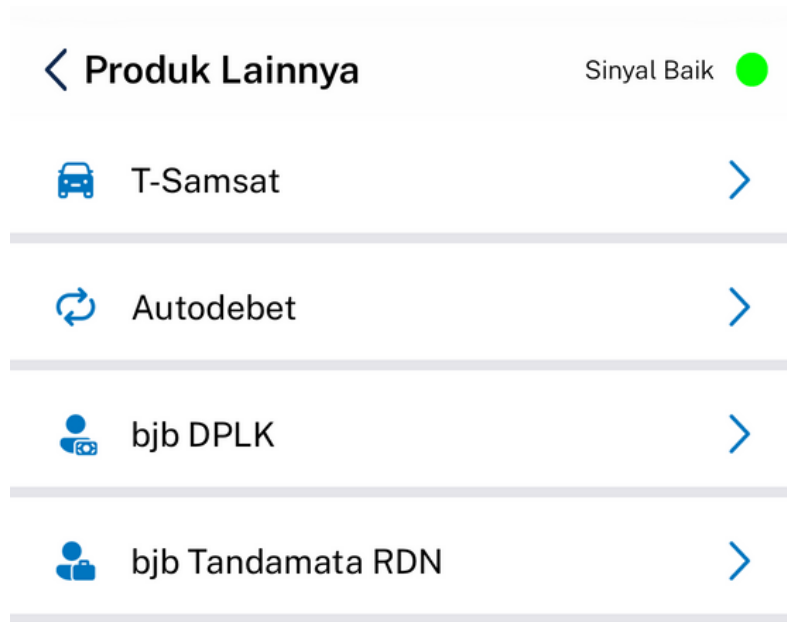 Produk Lainnya
Sinyal Baik
T-Samsat
Autodebet
bjb DPLK
bjb Tandamata RDN